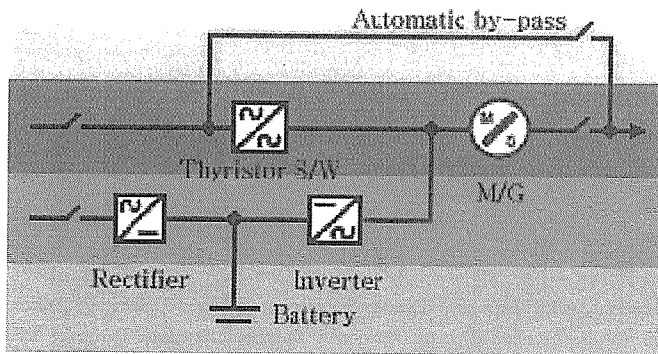 Automatic by-pass
M
G
Thyristor S/W
M/G
Rectifier
Inverter
Battery